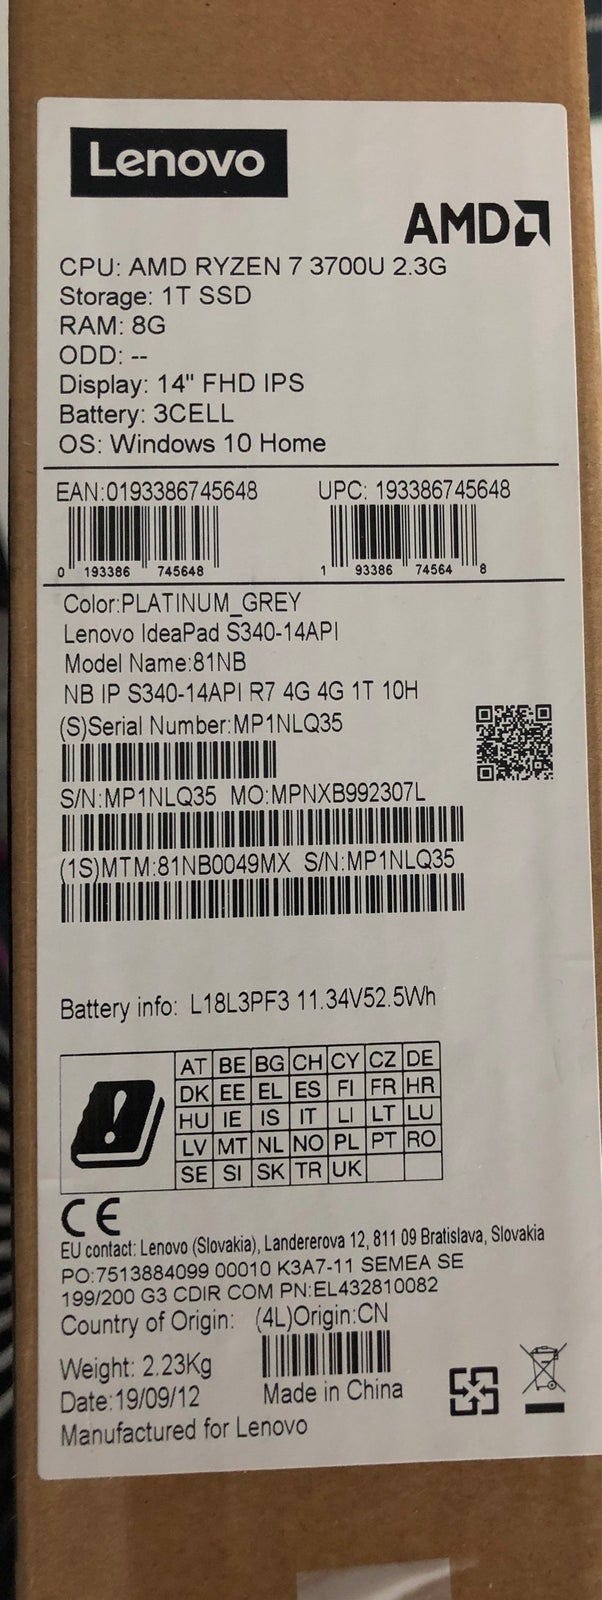 Lenovo
AMD
CPU: AMD RYZEN 7 3700U 2.3G
Storage: 1T SSD
RAM: 8G
ODD: --
Display: 14" FHD IPS
Battery: 3CELL
OS: Windows 10 Home
EAN:0193386745648 UPC: 193386745648
0 193386 745648 1 93386 74564 8
Color:PLATINUM_GREY
Lenovo IdeaPad S340-14API
Model Name:81NB
NB IP S340-14API R7 4G 4G 1T 10H
(S)Serial Number:MP1NLQ35
S/N:MP1NLQ35 MO:MPNXB992307L
(1S)MTM:81NB0049MX S/N:MP1NLQ35
Battery info: L18L3PF3 11.34V52.5Wh
AT BE BG CH CY CZ DE
DK EE EL ES FI FR HR
HU IE IS IT LI LT LU
LV MT NL NO PL PT RO
SE SI SK TR UK
CE
EU contact: Lenovo (Slovakia), Landererova 12, 811 09 Bratislava, Slovakia
PO:7513884099 00010 K3A7-11 SEMEA SE
199/200 G3 CDIR COM PN:EL432810082
Country of Origin: (4L)Origin:CN
Weight: 2.23Kg
Date:19/09/12 Made in China
Manufactured for Lenovo